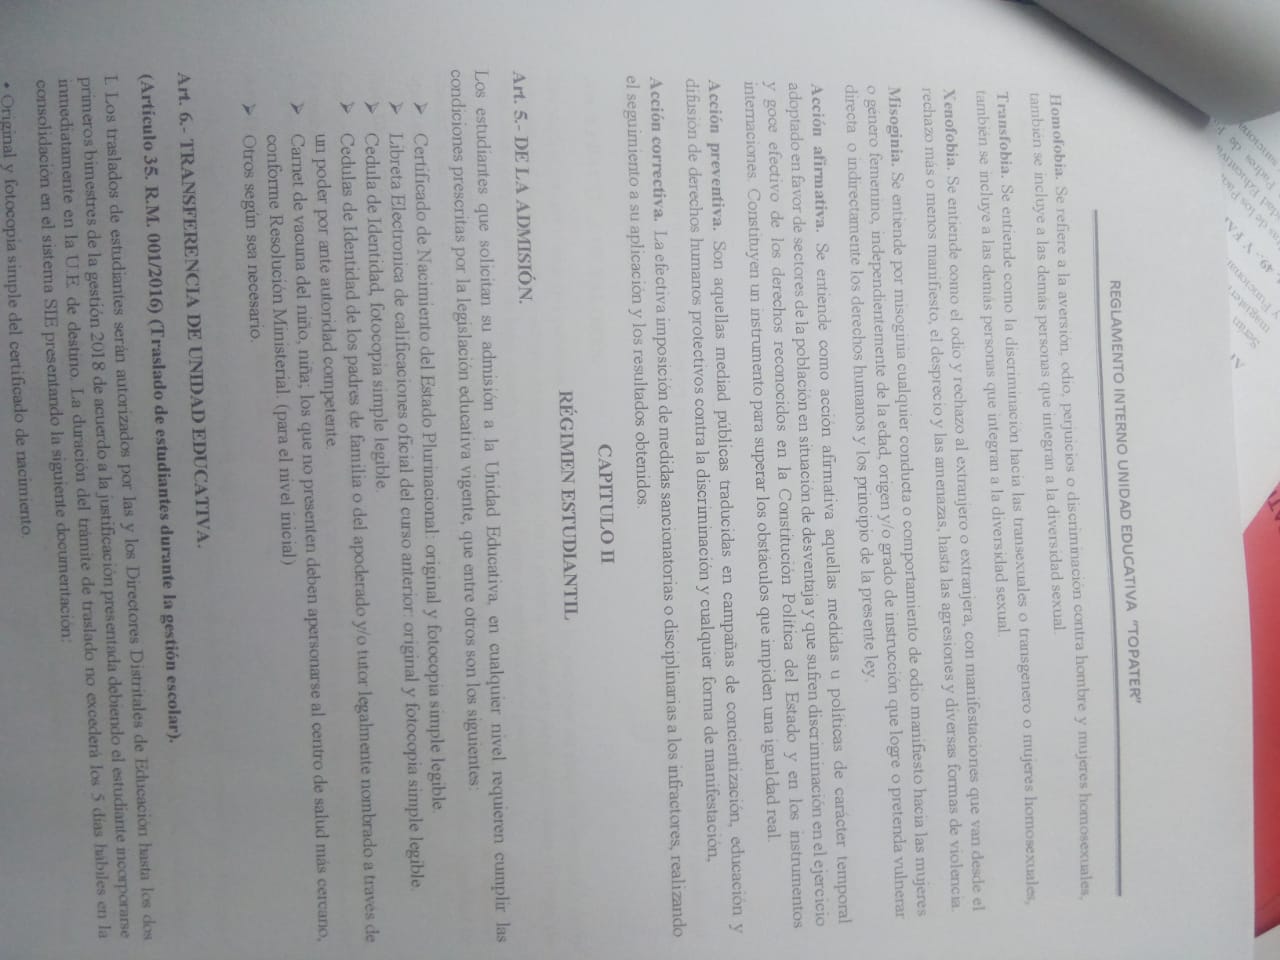 REGLAMENTO INTERNO UNIDAD EDUCATIVA "TOPATER"
Homofobia. Se refiere a la aversión, odio, perjuicios o discriminación contra hombre y mujeres homosexuales,
también se incluye a las demás personas que integran a la diversidad sexual
Transfobia. Se entiende como la discriminación hacia las transexuales o transgenero o mujeres homosexuales,
también se incluye a las demás personas que integran a la diversidad sexual.
Xenofobia. Se entiende como el odio y rechazo al extranjero o extranjera, con manifestaciones que van desde el
rechazo más o menos manifiesto, el desprecio y las amenazas, hasta las agresiones y diversas formas de violencia.
Misoginia. Se entiende por misoginia cualquier conducta o comportamiento de odio manifiesto hacia las mujeres
o género femenino, independientemente de la edad, origen y/o grado de instrucción que logre o pretenda vulnerar
directa o indirectamente los derechos humanos y los principio de la presente ley.
Acción afirmativa. Se entiende como acción afirmativa aquellas medidas u políticas de carácter temporal
adoptado en favor de sectores de la población en situación de desventaja y que sufren discriminación en el ejercicio
y goce efectivo de los derechos reconocidos en la Constitución Política del Estado y en los instrumentos
internaciones. Constituyen un instrumento para superar los obstáculos que impiden una igualdad real.
Acción preventiva. Son aquellas mediad públicas traducidas en campañas de concientización, educación y
difusión de derechos humanos protectivos contra la discriminación y cualquier forma de manifestación,
Acción correctiva. La efectiva imposición de medidas sancionatorias o disciplinarias a los infractores, realizando
el seguimiento a su aplicación y los resultados obtenidos.
CAPITULO II
RÉGIMEN ESTUDIANTIL
Art. 5.- DE LA ADMISIÓN.
Los estudiantes que solicitan su admisión a la Unidad Educativa, en cualquier nivel requieren cumplir las
condiciones prescritas por la legislación educativa vigente, que entre otros son los siguientes:
➤ Certificado de Nacimiento del Estado Plurinacional: original y fotocopia simple legible.
➤ Libreta Electronica de calificaciones oficial del curso anterior: original y fotocopia simple legible.
➤ Cedula de Identidad, fotocopia simple legible.
➤ Cedulas de Identidad de los padres de familia o del apoderado y/o tutor legalmente nombrado a través de
un poder por ante autoridad competente.
➤ Carnet de vacuna del niño, niña; los que no presenten deben apersonarse al centro de salud más cercano,
conforme Resolución Ministerial. (para el nivel inicial)
➤ Otros según sea necesario.
Art. 6.- TRANSFERENCIA DE UNIDAD EDUCATIVA.
(Artículo 35. R.M. 001/2016) (Traslado de estudiantes durante la gestión escolar).
I. Los traslados de estudiantes serán autorizados por las y los Directores Distritales de Educación hasta los dos
primeros bimestres de la gestión 2018 de acuerdo a la justificación presentada debiendo el estudiante incorporarse
inmediatamente en la U.E. de destino. La duración del trámite de traslado no excederá los 5 días hábiles en la
consolidación en el sistema SIE presentando la siguiente documentación:
• Original y fotocopia simple del certificado de nacimiento.